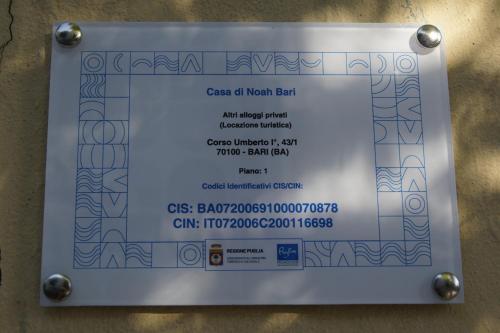 Casa di Noah Bari
Altri alloggi privati
(Locazione turistica)
Corso Umberto I°, 43/1
70100 - BARI (BA)
Piano: 1
Codici Identificativi CIS/CIN:
CIS: BA07200691000070878
CIN: IT072006C200116698
REGIONE PUGLIA